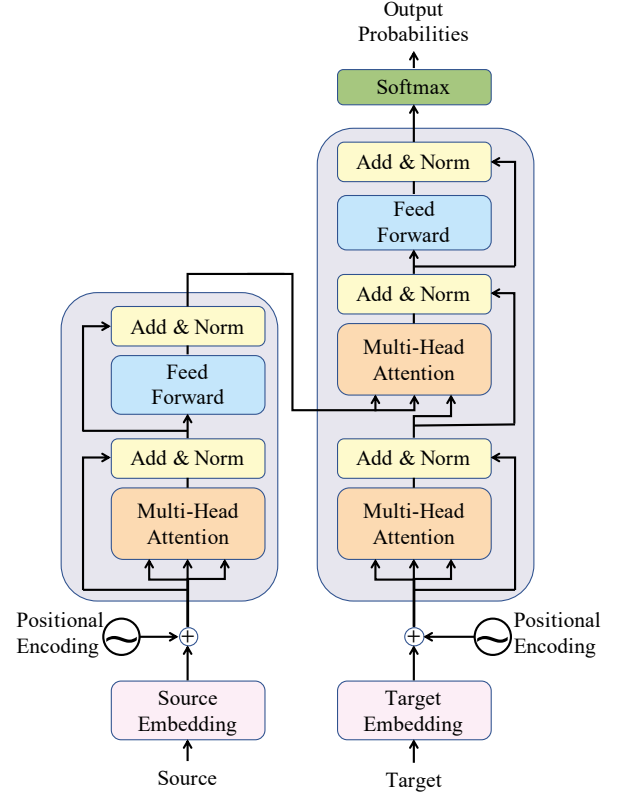 Output
Probabilities
Softmax
Add & Norm
Feed
Forward
Add & Norm
Multi-Head
Attention
Add & Norm
Multi-Head
Attention
Add & Norm
Feed
Forward
Add & Norm
Multi-Head
Attention
Positional
Encoding
Positional
Encoding
Source
Embedding
Target
Embedding
Source
Target